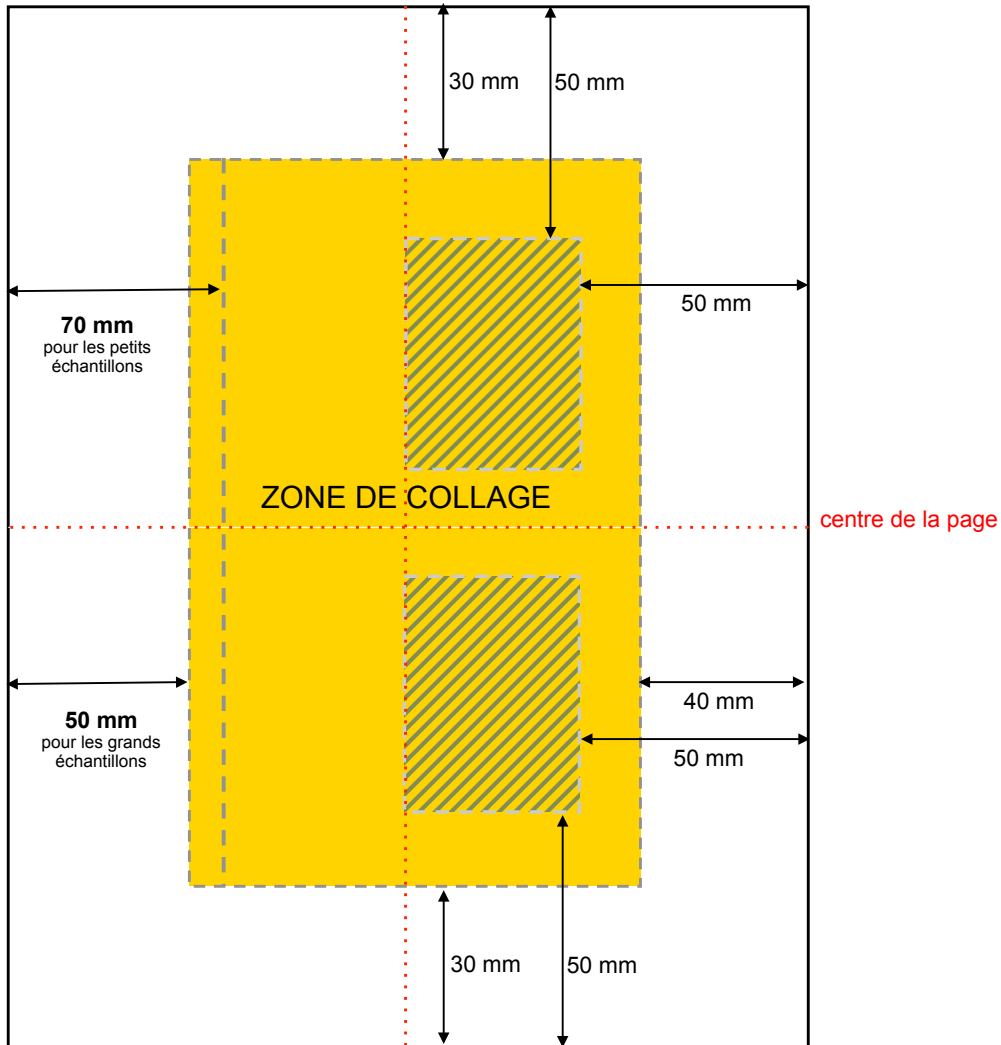 30 mm
50 mm
50 mm
70 mm
pour les petits
échantillons
ZONE DE COLLAGE
centre de la page
50 mm
pour les grands
échantillons
40 mm
50 mm
30 mm
50 mm